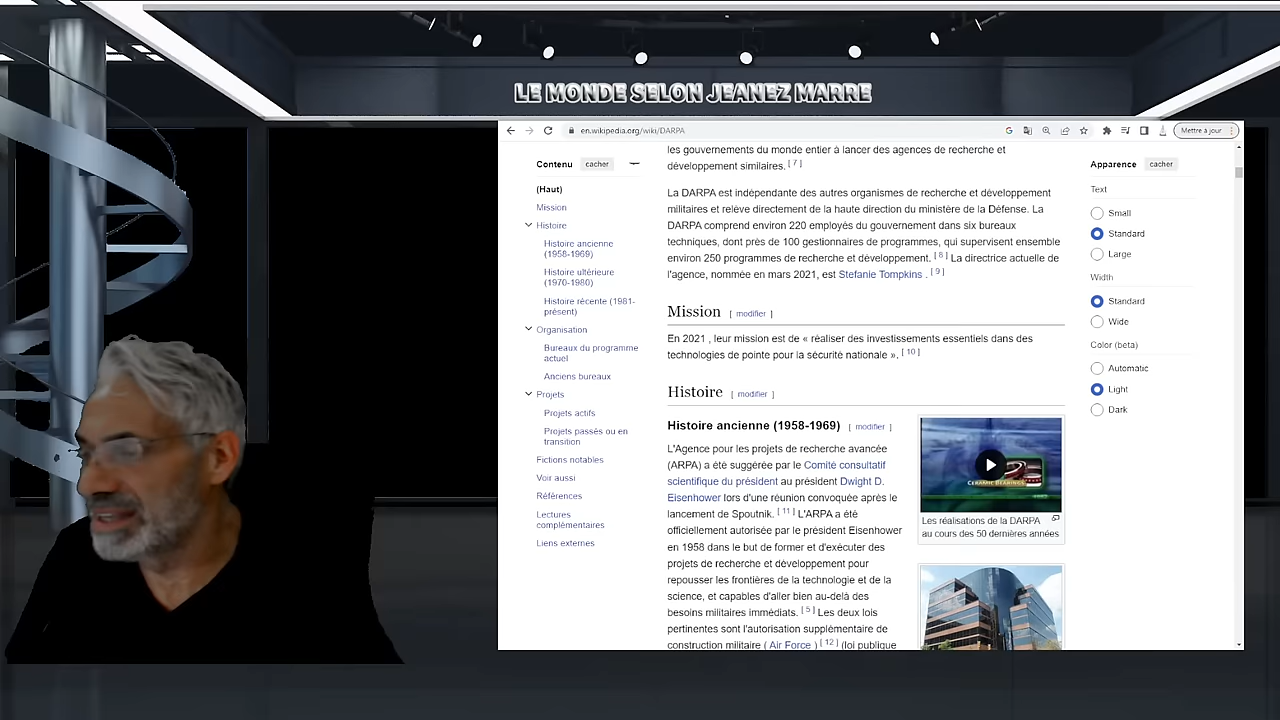 LE MONDE SELON JEANEZ MARRE
en.wikipedia.org/wiki/DARPA
Mettre à jour
Contenu cacher
(Haut)
Mission
Histoire
Histoire ancienne
(1958-1969)
Histoire ultérieure
(1970-1980)
Histoire récente (1981-
présent)
Organisation
Bureaux du programme
actuel
Anciens bureaux
Projets
Projets actifs
Projets passés ou en
transition
Fictions notables
Voir aussi
Références
Lectures
complémentaires
Liens externes
les gouvernements du monde entier à lancer des agences de recherche et
développement similaires. [ 7 ]
La DARPA est indépendante des autres organismes de recherche et développement
militaires et relève directement de la haute direction du ministère de la Défense. La
DARPA comprend environ 220 employés du gouvernement dans six bureaux
techniques, dont près de 100 gestionnaires de programmes, qui supervisent ensemble
environ 250 programmes de recherche et développement. [ 8 ] La directrice actuelle de
l'agence, nommée en mars 2021, est Stefanie Tompkins . [ 9 ]
Mission [ modifier ]
En 2021 , leur mission est de « réaliser des investissements essentiels dans des
technologies de pointe pour la sécurité nationale ». [ 10 ]
Histoire [ modifier ]
Histoire ancienne (1958-1969) [ modifier ]
L'Agence pour les projets de recherche avancée
(ARPA) a été suggérée par le Comité consultatif
scientifique du président au président Dwight D.
Eisenhower lors d'une réunion convoquée après le
lancement de Spoutnik. [ 11 ] L'ARPA a été
officiellement autorisée par le président Eisenhower
en 1958 dans le but de former et d'exécuter des
projets de recherche et développement pour
repousser les frontières de la technologie et de la
science, et capables d'aller bien au-delà des
besoins militaires immédiats. [ 5 ] Les deux lois
pertinentes sont l'autorisation supplémentaire de
construction militaire ( Air Force ) [ 12 ] (loi publique
CERAMIC BEARINGS
Les réalisations de la DARPA
au cours des 50 dernières années
Apparence cacher
Text
Small
Standard
Large
Width
Standard
Wide
Color (beta)
Automatic
Light
Dark